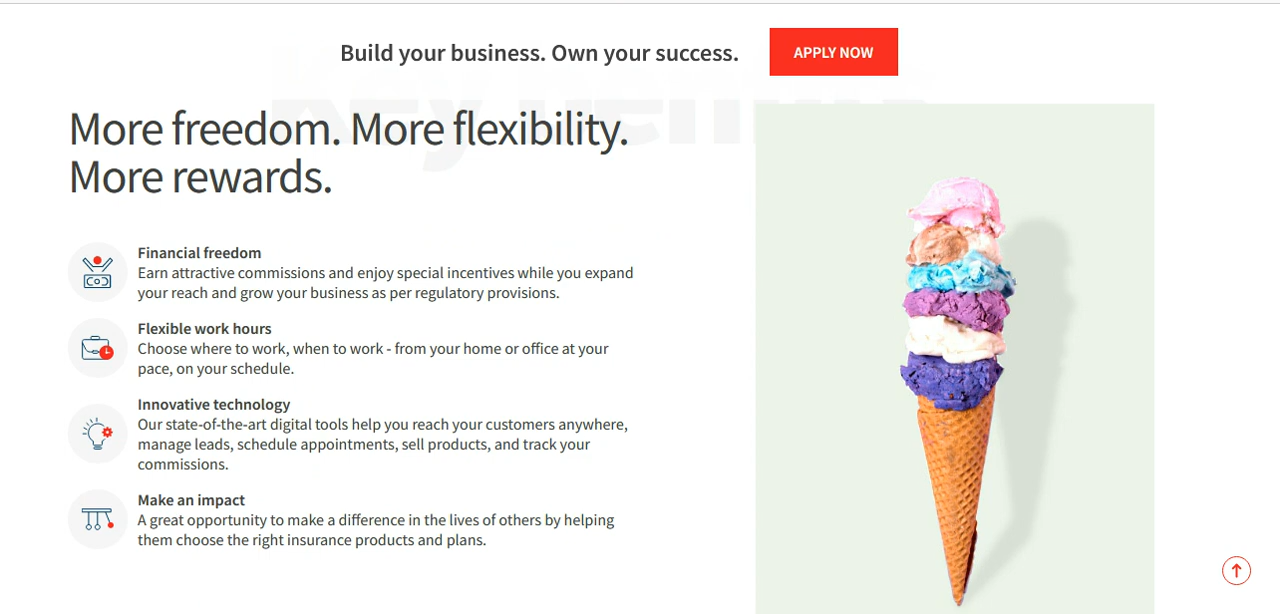 Build your business. Own your success.
APPLY NOW
More freedom. More flexibility.
More rewards.
Financial freedom
Earn attractive commissions and enjoy special incentives while you expand
your reach and grow your business as per regulatory provisions.
Flexible work hours
Choose where to work, when to work - from your home or office at your
pace, on your schedule.
Innovative technology
Our state-of-the-art digital tools help you reach your customers anywhere,
manage leads, schedule appointments, sell products, and track your
commissions.
Make an impact
A great opportunity to make a difference in the lives of others by helping
them choose the right insurance products and plans.